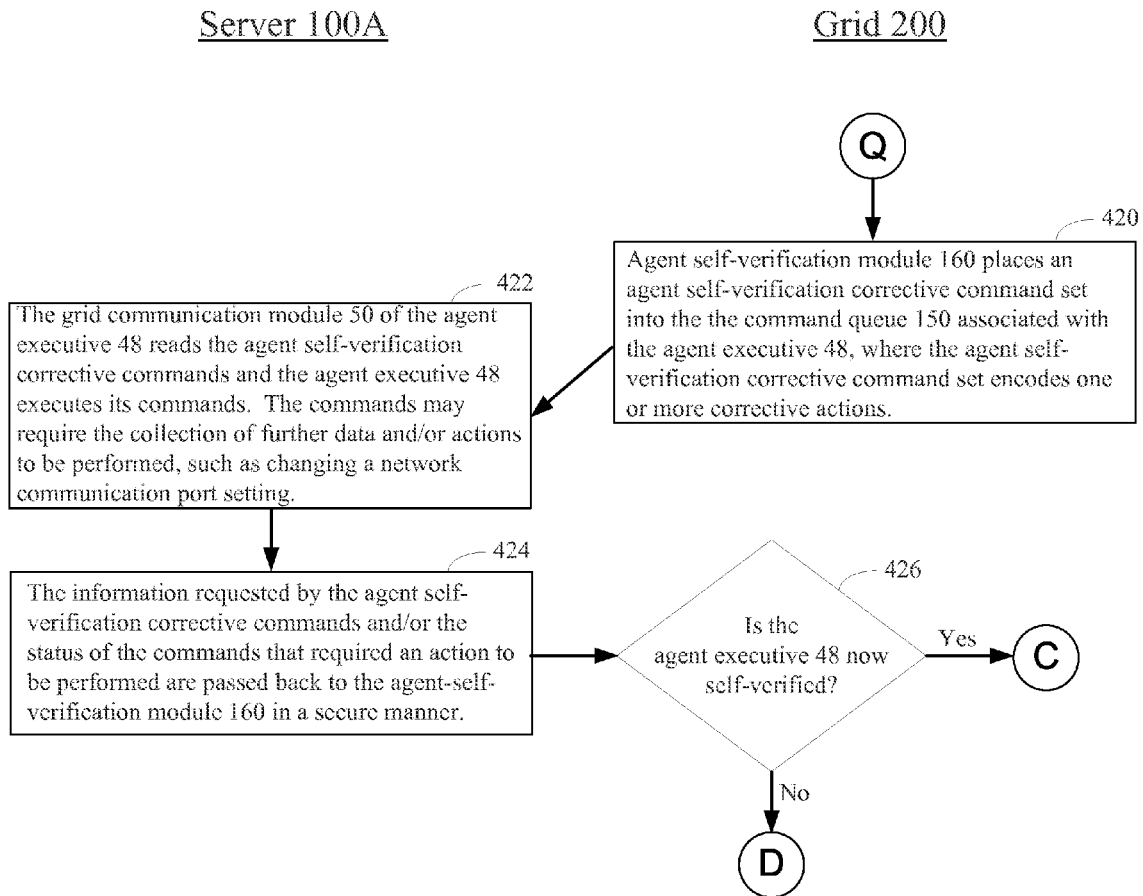 Server 100A
Grid 200
Q
420
Agent self-verification module 160 places an
agent self-verification corrective command set
into the the command queue 150 associated with
the agent executive 48, where the agent self-
verification corrective command set encodes one
or more corrective actions.
422
The grid communication module 50 of the agent
executive 48 reads the agent self-verification
corrective commands and the agent executive 48
executes its commands. The commands may
require the collection of further data and/or actions
to be performed, such as changing a network
communication port setting.
424
The information requested by the agent self-
verification corrective commands and/or the
status of the commands that required an action to
be performed are passed back to the agent-self-
verification module 160 in a secure manner.
426
Is the
agent executive 48 now
self-verified?
Yes
C
No
D